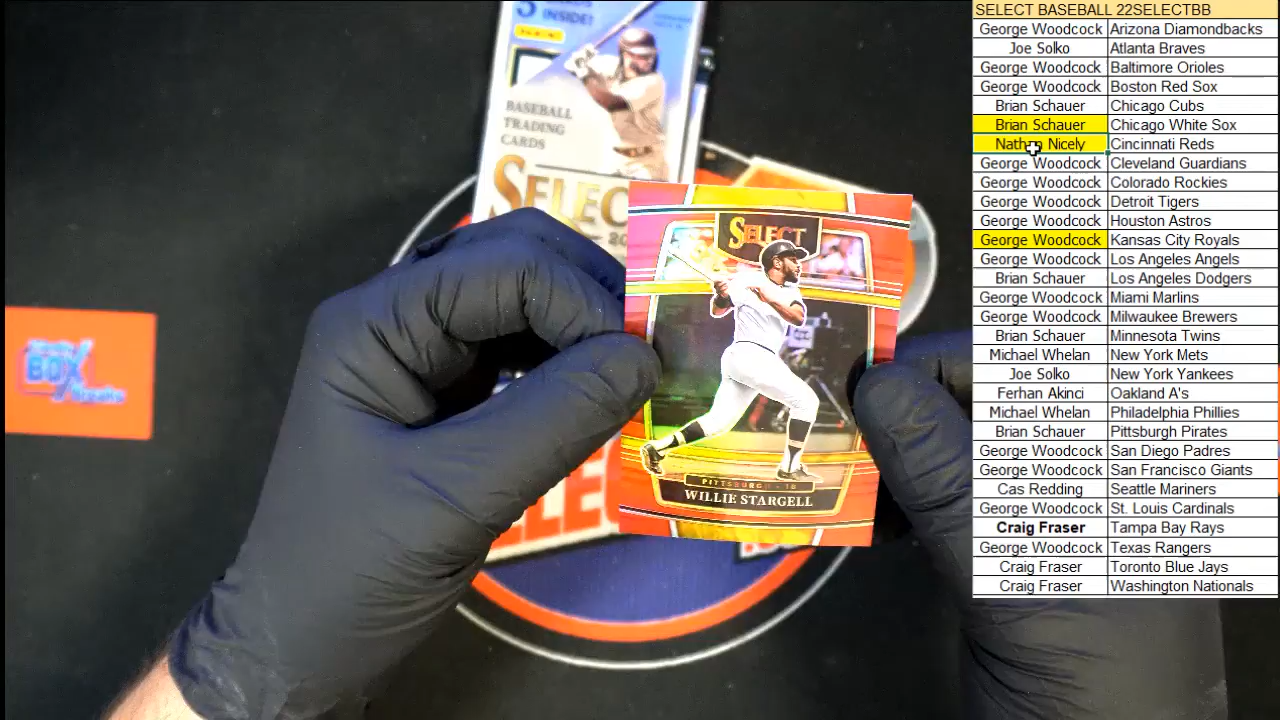 INSIDE!
BASEBALL
TRADING
CARDS
SELEC
20
BOX
Breaks
SELECT
PITTSBURGH - 1B
WILLIE STARGELL
SELECT BASEBALL 22SELECTBB
George Woodcock Arizona Diamondbacks
Joe Solko Atlanta Braves
George Woodcock Baltimore Orioles
George Woodcock Boston Red Sox
Brian Schauer Chicago Cubs
Brian Schauer Chicago White Sox
Nathan Nicely Cincinnati Reds
George Woodcock Cleveland Guardians
George Woodcock Colorado Rockies
George Woodcock Detroit Tigers
George Woodcock Houston Astros
George Woodcock Kansas City Royals
George Woodcock Los Angeles Angels
Brian Schauer Los Angeles Dodgers
George Woodcock Miami Marlins
George Woodcock Milwaukee Brewers
Brian Schauer Minnesota Twins
Michael Whelan New York Mets
Joe Solko New York Yankees
Ferhan Akinci Oakland A's
Michael Whelan Philadelphia Phillies
Brian Schauer Pittsburgh Pirates
George Woodcock San Diego Padres
George Woodcock San Francisco Giants
Cas Redding Seattle Mariners
George Woodcock St. Louis Cardinals
Craig Fraser Tampa Bay Rays
George Woodcock Texas Rangers
Craig Fraser Toronto Blue Jays
Craig Fraser Washington Nationals